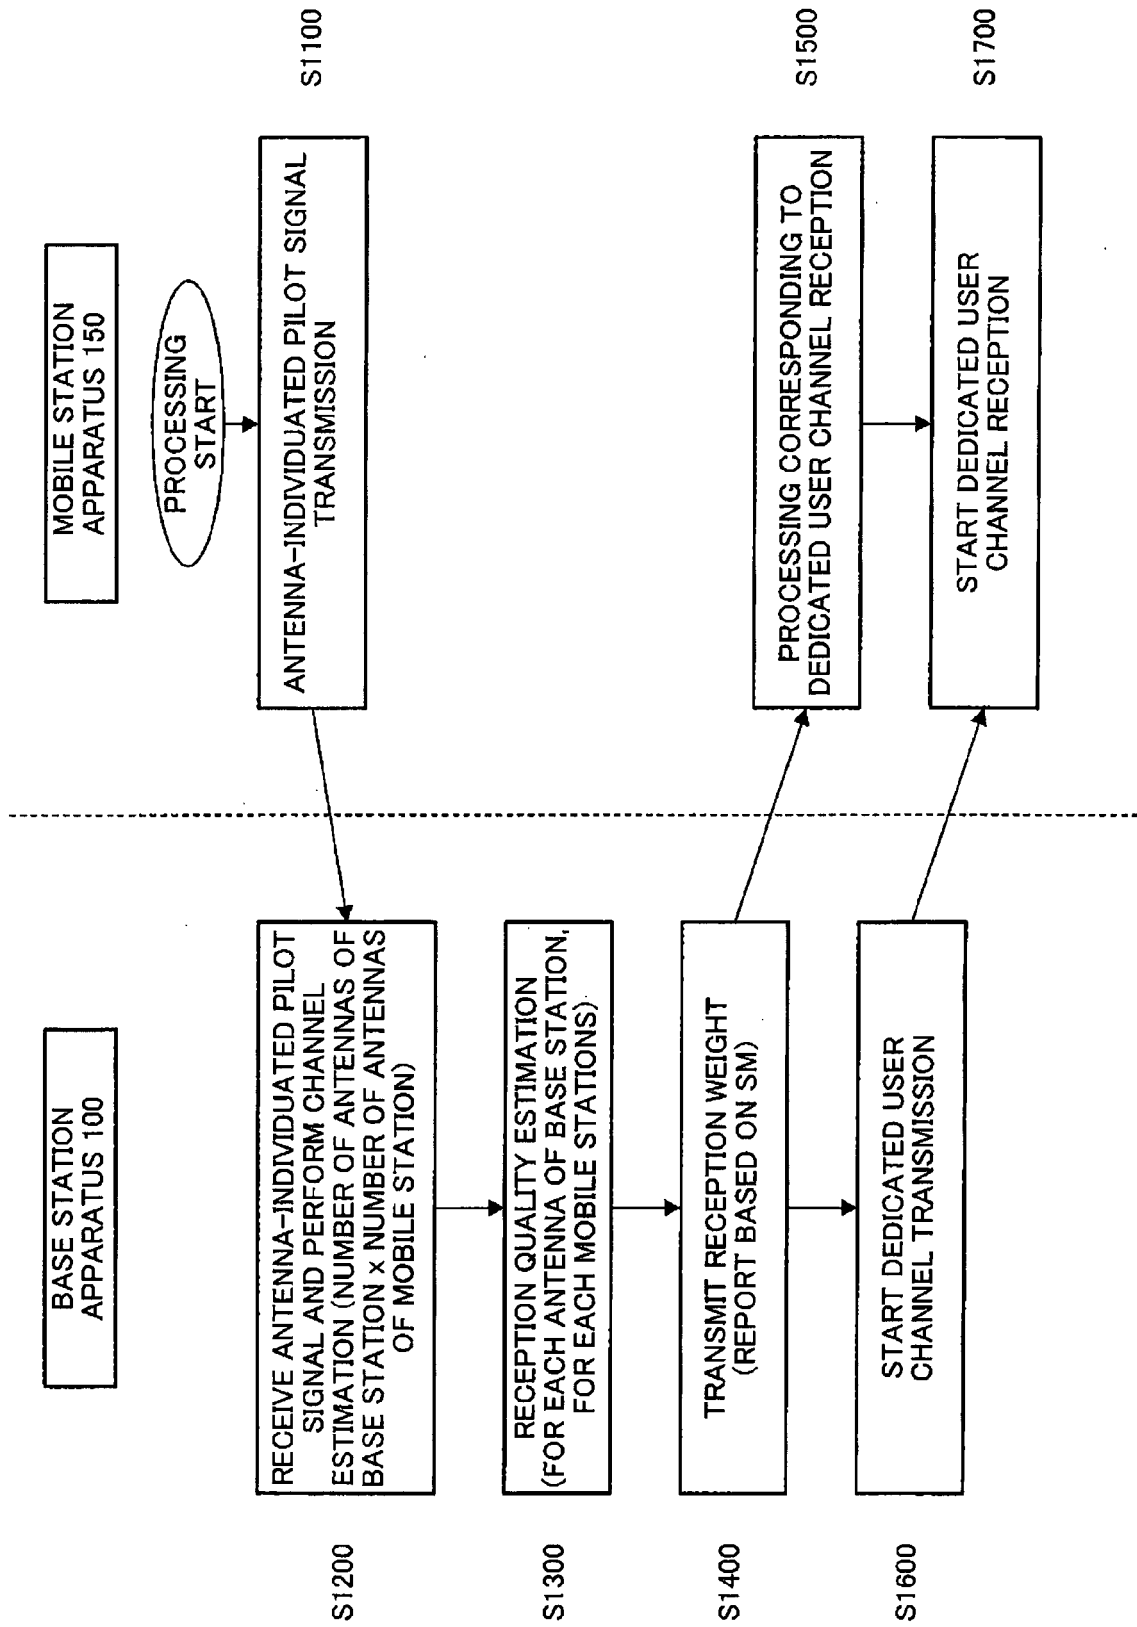 BASE STATION
APPARATUS 100
MOBILE STATION
APPARATUS 150
PROCESSING
START
ANTENNA-INDIVIDUATED PILOT SIGNAL
TRANSMISSION
S1100
S1200
RECEIVE ANTENNA-INDIVIDUATED PILOT
SIGNAL AND PERFORM CHANNEL
ESTIMATION (NUMBER OF ANTENNAS OF
BASE STATION x NUMBER OF ANTENNAS
OF MOBILE STATION)
S1300
RECEPTION QUALITY ESTIMATION
(FOR EACH ANTENNA OF BASE STATION,
FOR EACH MOBILE STATIONS)
S1400
TRANSMIT RECEPTION WEIGHT
(REPORT BASED ON SM)
PROCESSING CORRESPONDING TO
DEDICATED USER CHANNEL RECEPTION
S1500
S1600
START DEDICATED USER
CHANNEL TRANSMISSION
START DEDICATED USER
CHANNEL RECEPTION
S1700